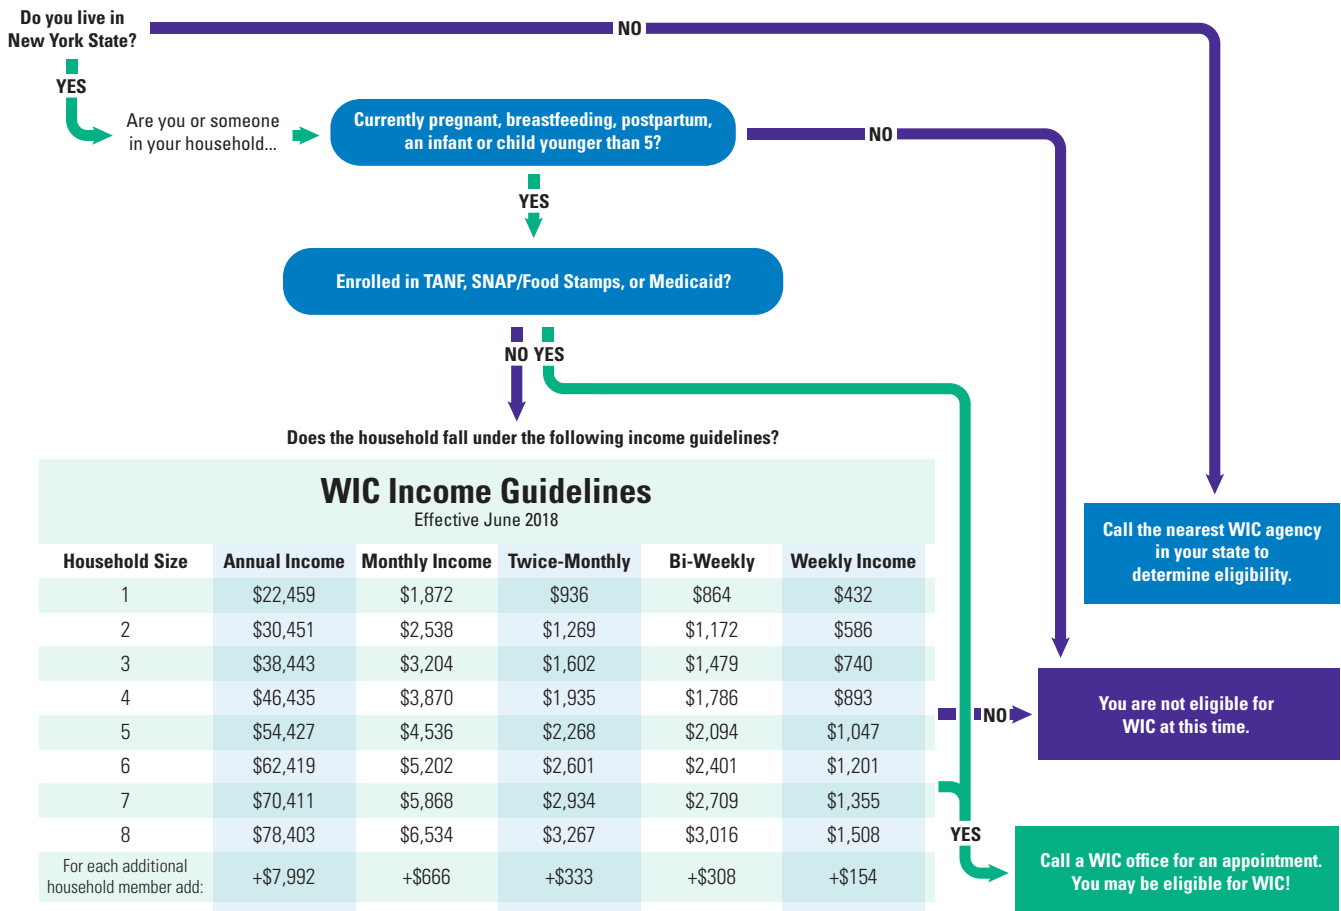 Do you live in
New York State?
NO
YES
Are you or someone
in your household...
Currently pregnant, breastfeeding, postpartum,
an infant or child younger than 5?
NO
YES
Enrolled in TANF, SNAP/Food Stamps, or Medicaid?
NO YES
Does the household fall under the following income guidelines?
WIC Income Guidelines
Effective June 2018
Household Size Annual Income Monthly Income Twice-Monthly Bi-Weekly Weekly Income
1 $22,459 $1,872 $936 $864 $432
2 $30,451 $2,538 $1,269 $1,172 $586
3 $38,443 $3,204 $1,602 $1,479 $740
4 $46,435 $3,870 $1,935 $1,786 $893
5 $54,427 $4,536 $2,268 $2,094 $1,047
6 $62,419 $5,202 $2,601 $2,401 $1,201
7 $70,411 $5,868 $2,934 $2,709 $1,355
8 $78,403 $6,534 $3,267 $3,016 $1,508
For each additional
household member add: +$7,992 +$666 +$333 +$308 +$154
Call the nearest WIC agency
in your state to
determine eligibility.
NO
You are not eligible for
WIC at this time.
YES
Call a WIC office for an appointment.
You may be eligible for WIC!